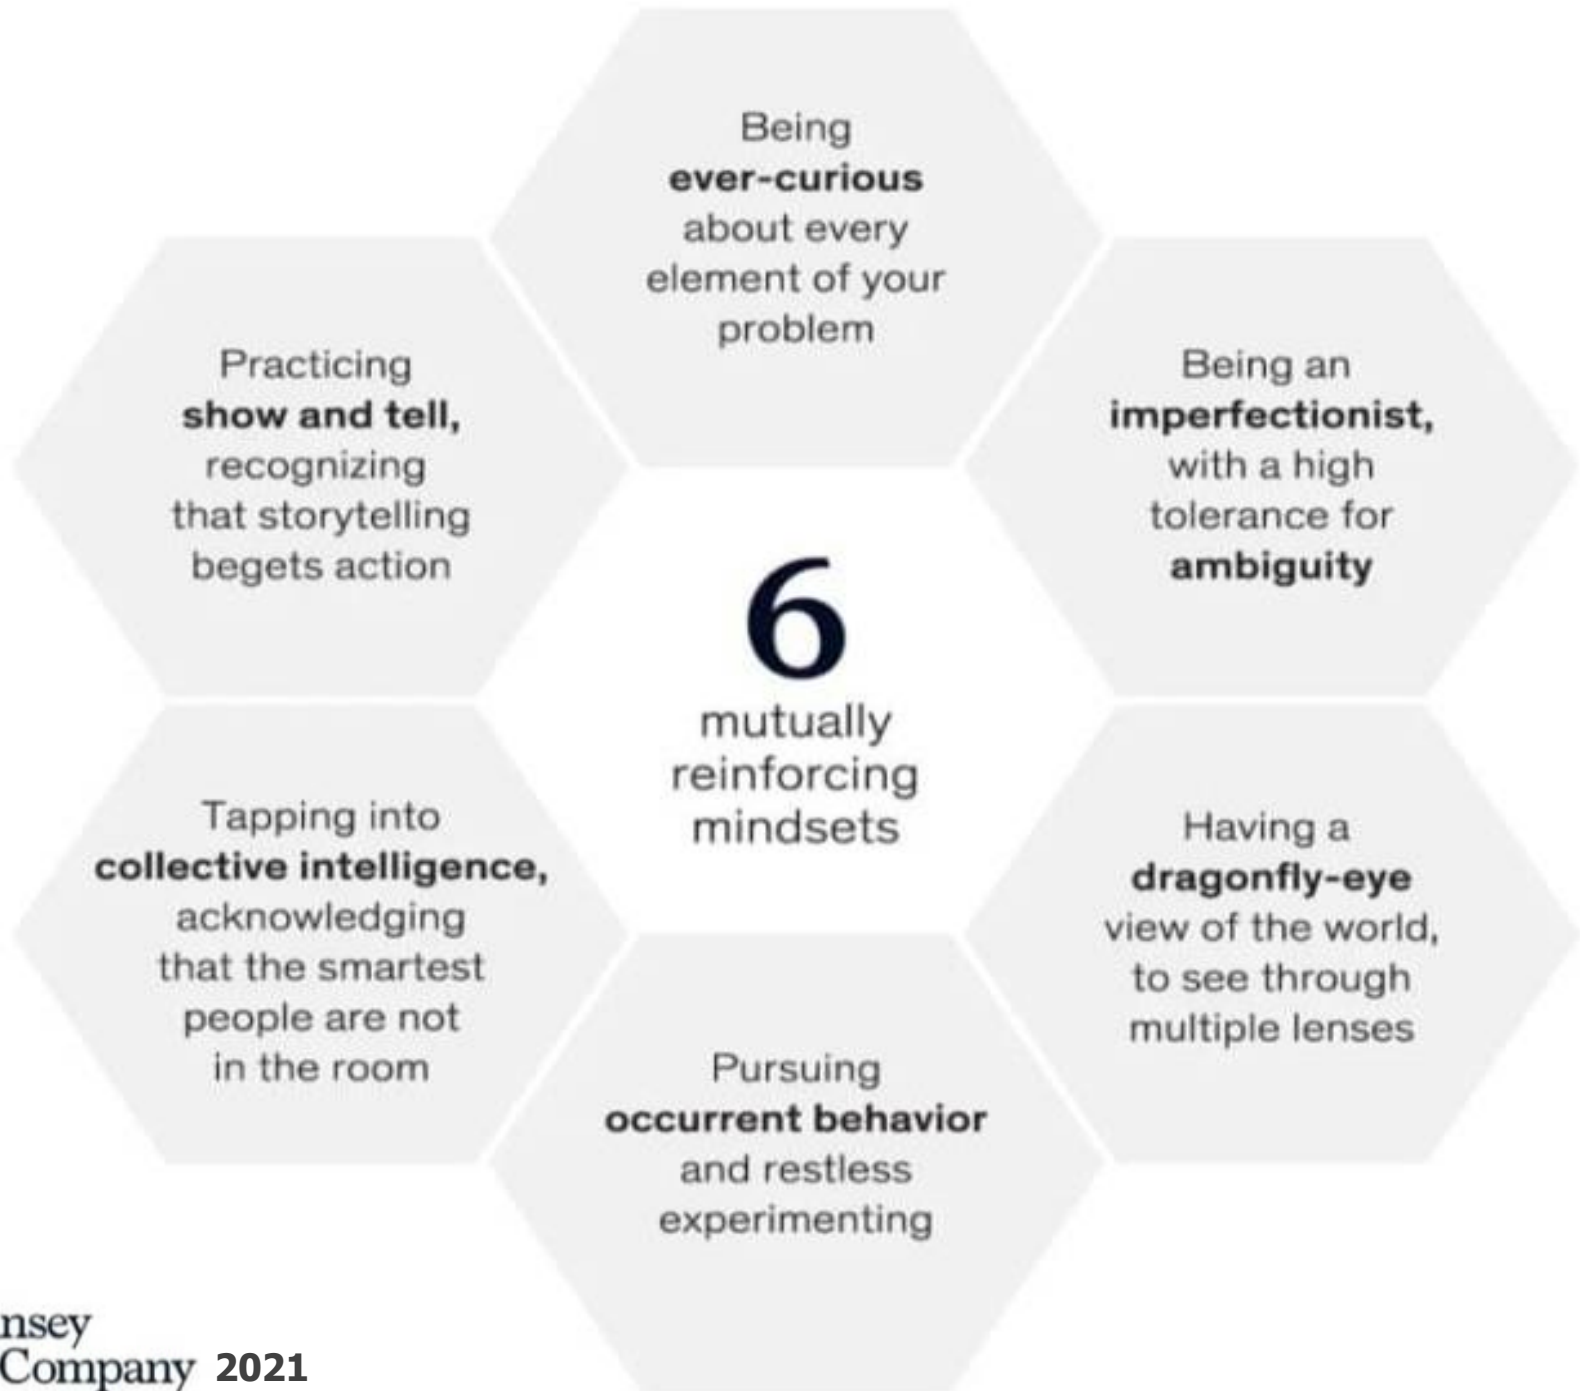 Being
ever-curious
about every
element of your
problem
Practicing
show and tell,
recognizing
that storytelling
begets action
Being an
imperfectionist,
with a high
tolerance for
ambiguity
6
mutually
reinforcing
mindsets
Tapping into
collective intelligence,
acknowledging
that the smartest
people are not
in the room
Having a
dragonfly-eye
view of the world,
to see through
multiple lenses
Pursuing
occurrent behavior
and restless
experimenting
nsey
Company 2021